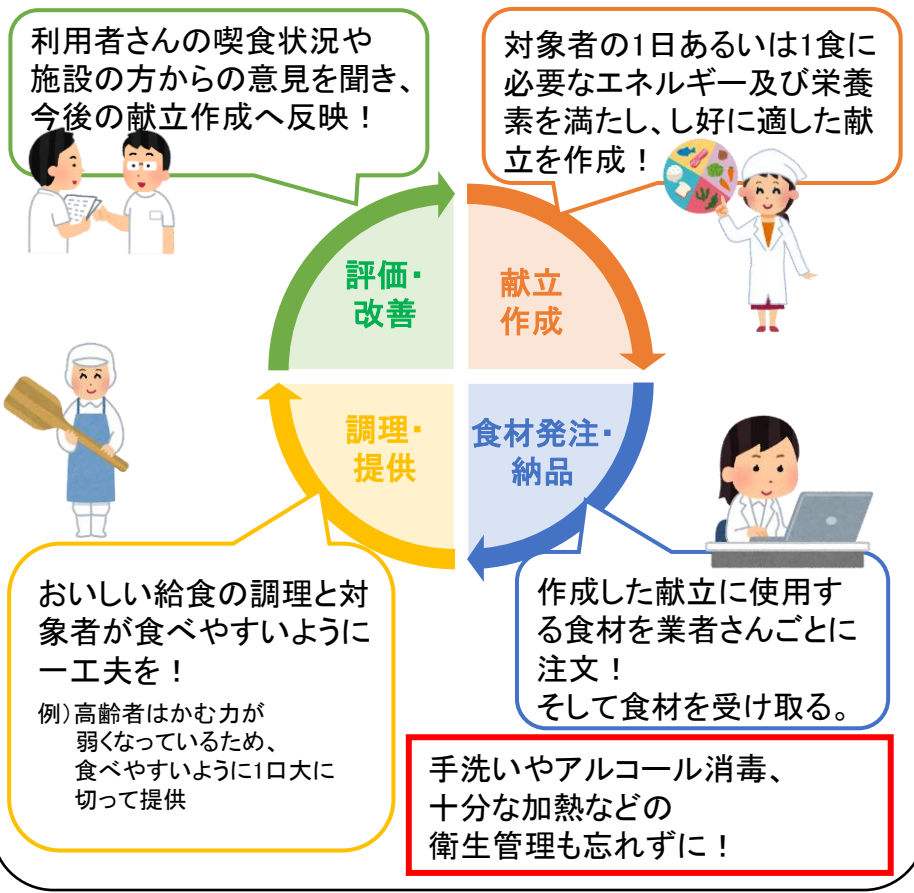 利用者さんの喫食状況や
施設の方からの意見を聞き、
今後の献立作成へ反映！
対象者の1日あるいは1食に
必要なエネルギー及び栄養
素を満たし、し好に適した献
立を作成！
評価・
改善
献立
作成
調理・
提供
食材発注・
納品
おいしい給食の調理と対
象者が食べやすいように
一工夫を！
例）高齢者はかむ力が
弱くなっているため、
食べやすいように1口大に
切って提供
作成した献立に使用す
る食材を業者さんごとに
注文！
そして食材を受け取る。
手洗いやアルコール消毒、
十分な加熱などの
衛生管理も忘れずに！